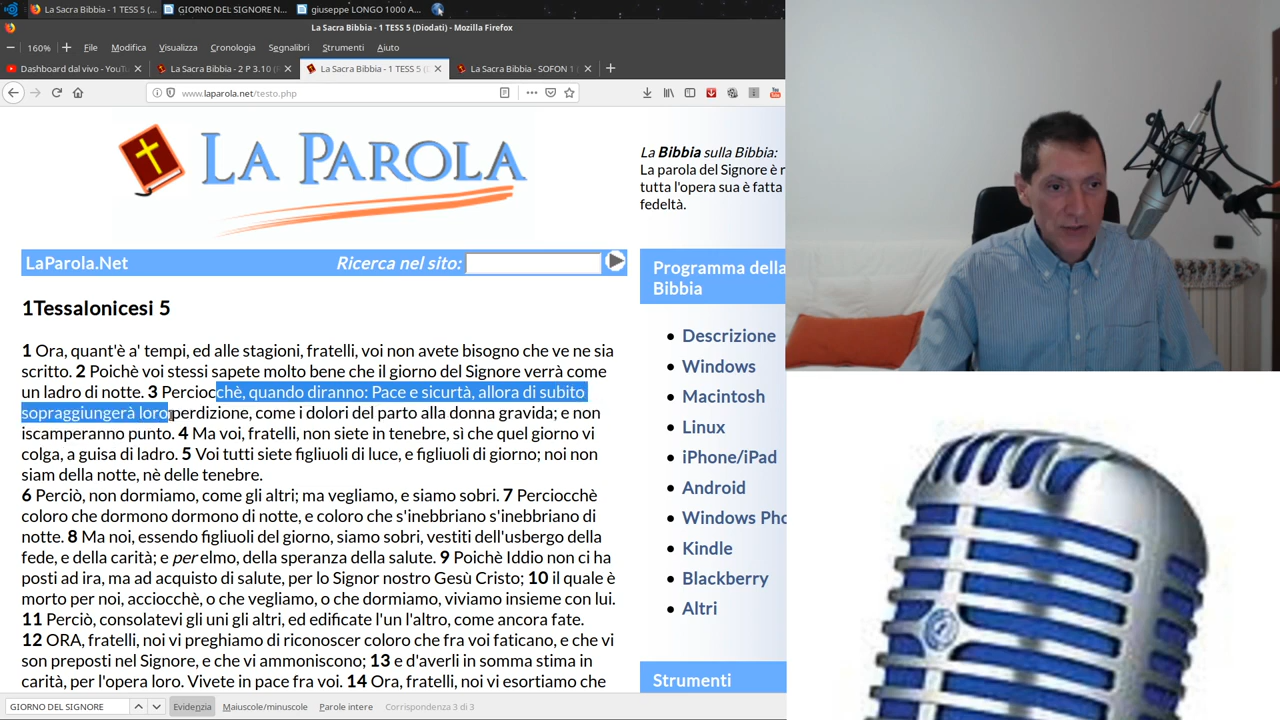 La Sacra Bibbia - 1 TESS 5 (...
GIORNO DEL SIGNORE N...
giuseppe LONGO 1000 A...
La Sacra Bibbia - 1 TESS 5 (Diodati) - Mozilla Firefox
160%
File Modifica Visualizza Cronologia Segnalibri Strumenti Aiuto
Dashboard dal vivo - YouTu
La Sacra Bibbia - 2 P 3.10 (
La Sacra Bibbia - 1 TESS 5 (
La Sacra Bibbia - SOFON 1 (
www.laparola.net/testo.php
LA PAROLA
La Bibbia sulla Bibbia:
La parola del Signore è r
tutta l'opera sua è fatta
fedeltà.
LaParola.Net Ricerca nel sito:
1Tessalonicesi 5
1 Ora, quant'è a' tempi, ed alle stagioni, fratelli, voi non avete bisogno che ve ne sia
scritto. 2 Poichè voi stessi sapete molto bene che il giorno del Signore verrà come
un ladro di notte. 3 Perciocchè, quando diranno: Pace e sicurtà, allora di subito
sopraggiungerà loro perdizione, come i dolori del parto alla donna gravida; e non
iscamperanno punto. 4 Ma voi, fratelli, non siete in tenebre, sì che quel giorno vi
colga, a guisa di ladro. 5 Voi tutti siete figliuoli di luce, e figliuoli di giorno; noi non
siam della notte, nè delle tenebre.
6 Perciò, non dormiamo, come gli altri; ma vegliamo, e siamo sobri. 7 Perciocchè
coloro che dormono dormono di notte, e coloro che s'inebbriano s'inebbriano di
notte. 8 Ma noi, essendo figliuoli del giorno, siamo sobri, vestiti dell'usbergo della
fede, e della carità; e per elmo, della speranza della salute. 9 Poichè Iddio non ci ha
posti ad ira, ma ad acquisto di salute, per lo Signor nostro Gesù Cristo; 10 il quale è
morto per noi, acciocchè, o che vegliamo, o che dormiamo, viviamo insieme con lui.
11 Perciò, consolatevi gli uni gli altri, ed edificate l'un l'altro, come ancora fate.
12 ORA, fratelli, noi vi preghiamo di riconoscer coloro che fra voi faticano, e che vi
son preposti nel Signore, e che vi ammoniscono; 13 e d'averli in somma stima in
carità, per l'opera loro. Vivete in pace fra voi. 14 Ora, fratelli, noi vi esortiamo che
Programma della
Bibbia
Descrizione
Windows
Macintosh
Linux
iPhone/iPad
Android
Windows Pho
Kindle
Blackberry
Altri
Strumenti
GIORNO DEL SIGNORE
Evidenzia Maiuscole/minuscole Parole intere Corrispondenza 3 di 3